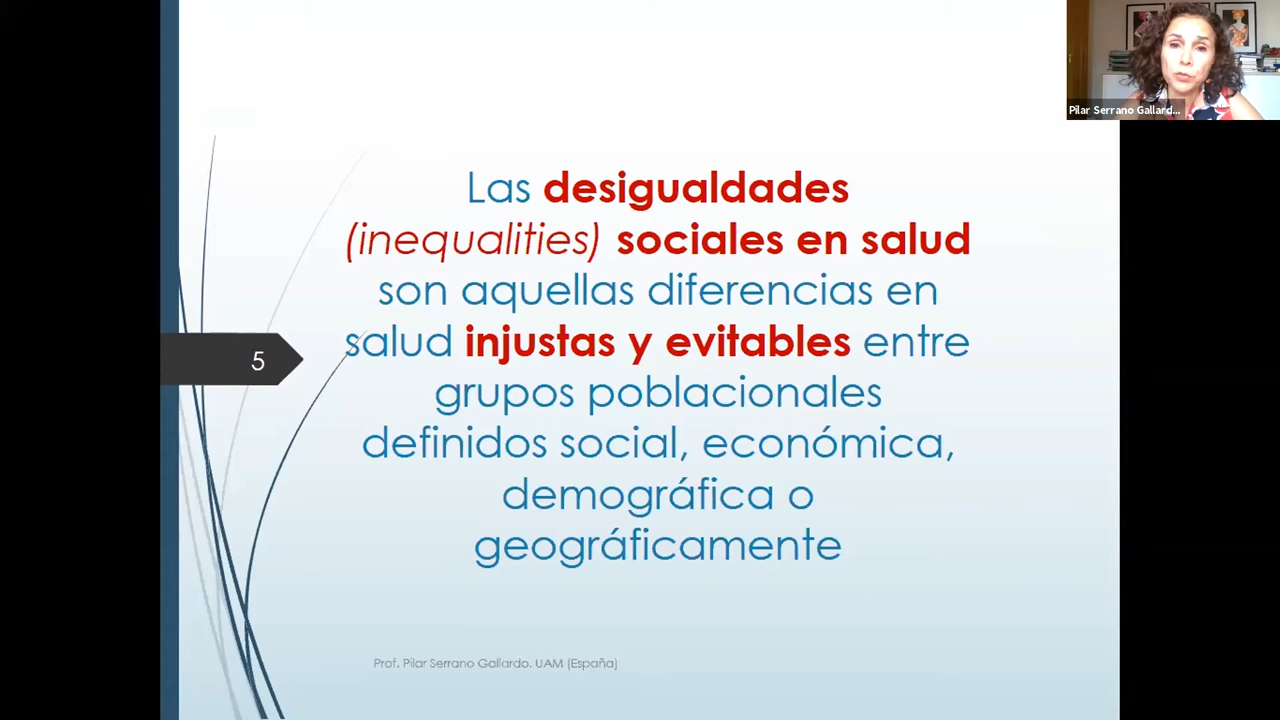 Pilar Serrano Gallard...
Las desigualdades
(inequalities) sociales en salud
son aquellas diferencias en
salud injustas y evitables entre
grupos poblacionales
definidos social, económica,
demográfica o
geográficamente
5
Prof. Pilar Serrano Gallardo. UAM (España)